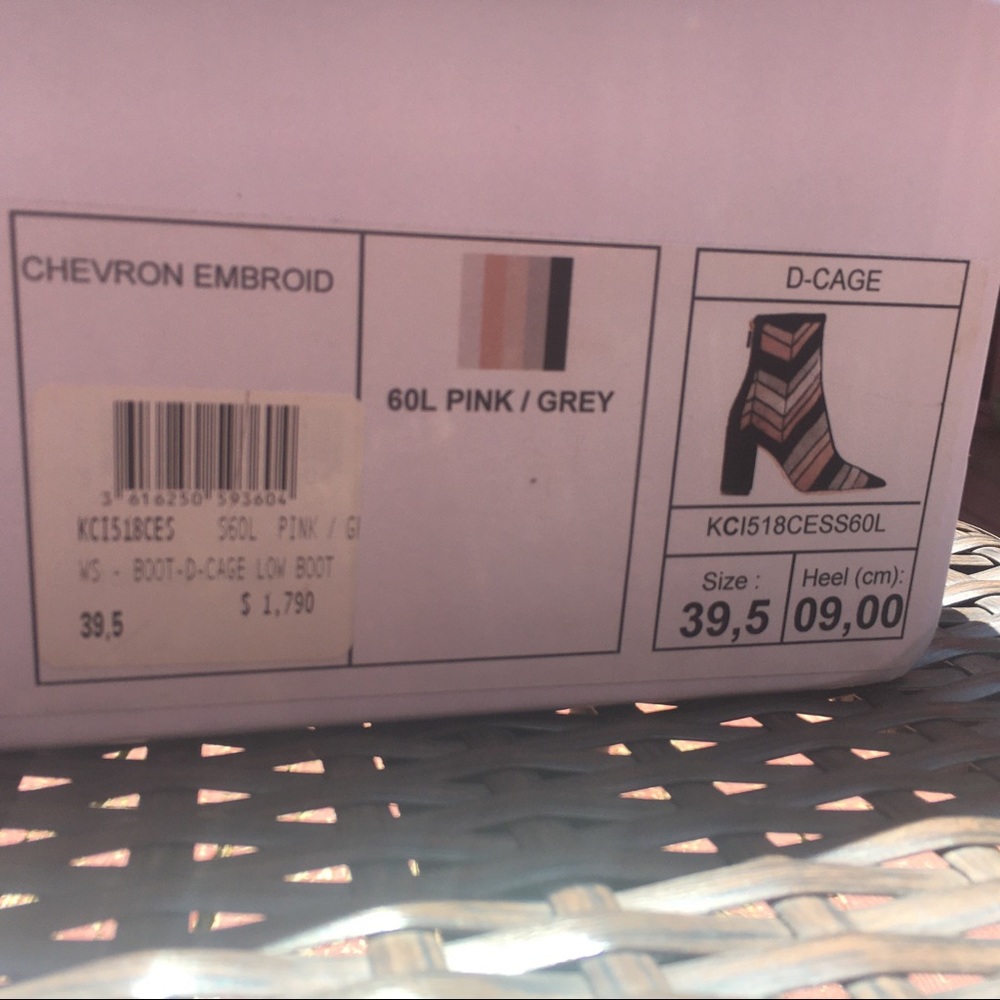 CHEVRON EMBROID
3 616250 593604
KCI518CES S60L PINK /
WS - BOOT-D-CAGE LOW BOOT
$ 1,790
39,5
60L PINK / GREY
D-CAGE
KCI518CESS60L
Size :
39,5
Heel (cm):
09,00